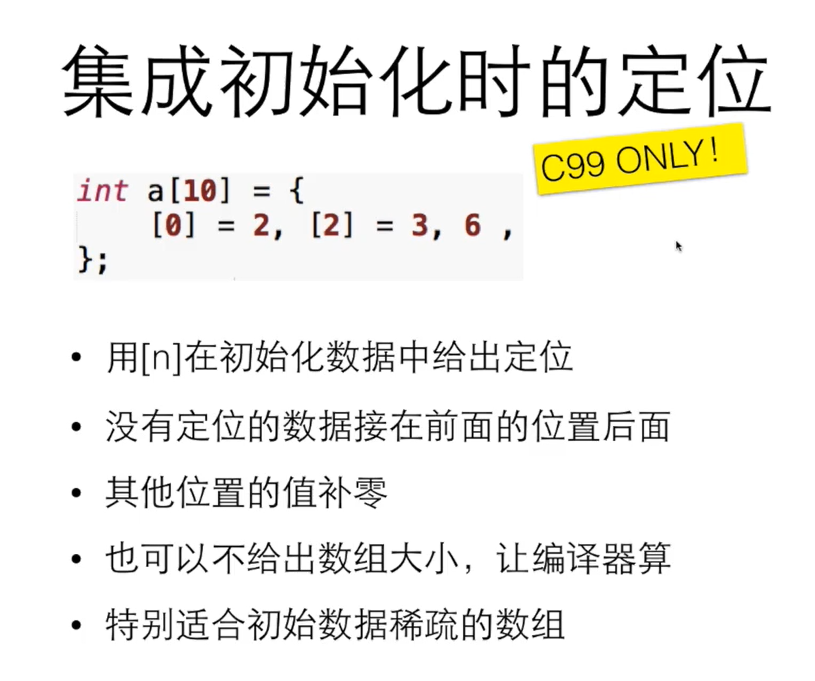 集成初始化时的定位
C99 ONLY!
int a[10] = {
[0] = 2, [2] = 3, 6 ,
};
• 用[n]在初始化数据中给出定位
• 没有定位的数据接在前面的位置后面
• 其他位置的值补零
• 也可以不给出数组大小，让编译器算
• 特别适合初始数据稀疏的数组